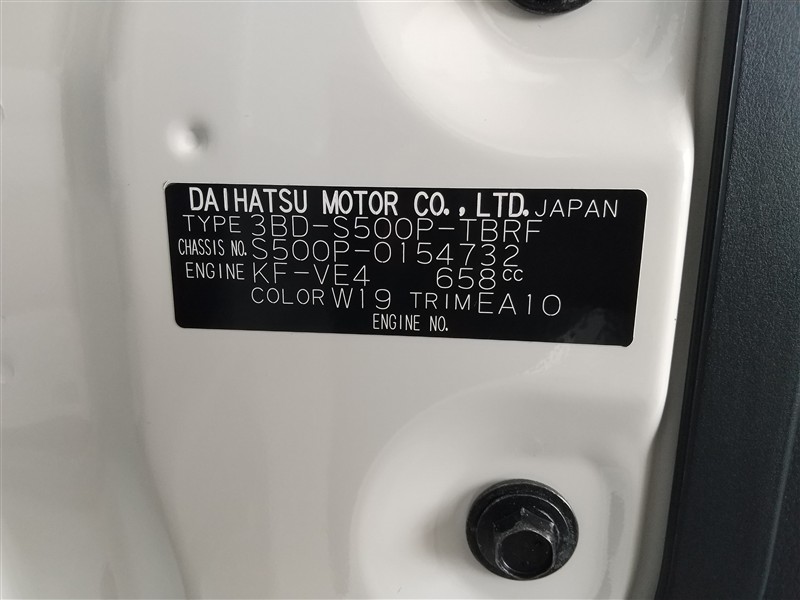 DAIHATSU MOTOR CO.,LTD. JAPAN
TYPE 3BD-S500P-TBRF
CHASSIS NO. S500P-0154732
ENGINE KF-VE4 658cc
COLOR W19 TRIM EA10
ENGINE NO.